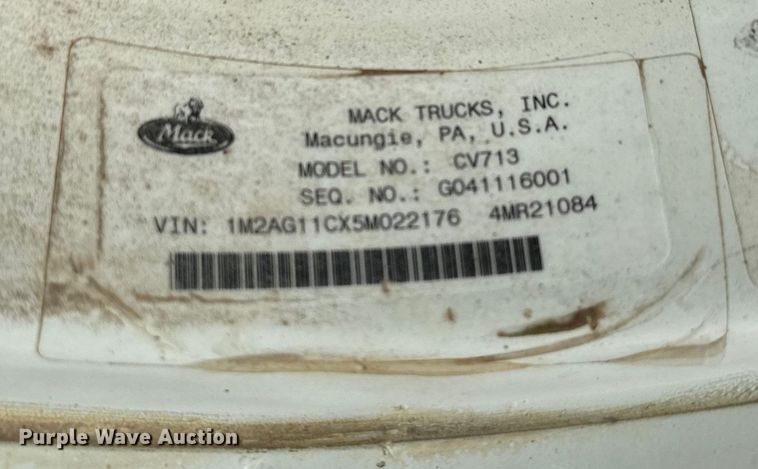 Mack
MACK TRUCKS, INC.
Macungie, PA, U.S.A.
MODEL NO.: CV713
SEQ. NO.: G041116001
VIN: 1M2AG11CX5M022176 4MR21084
Purple Wave Auction